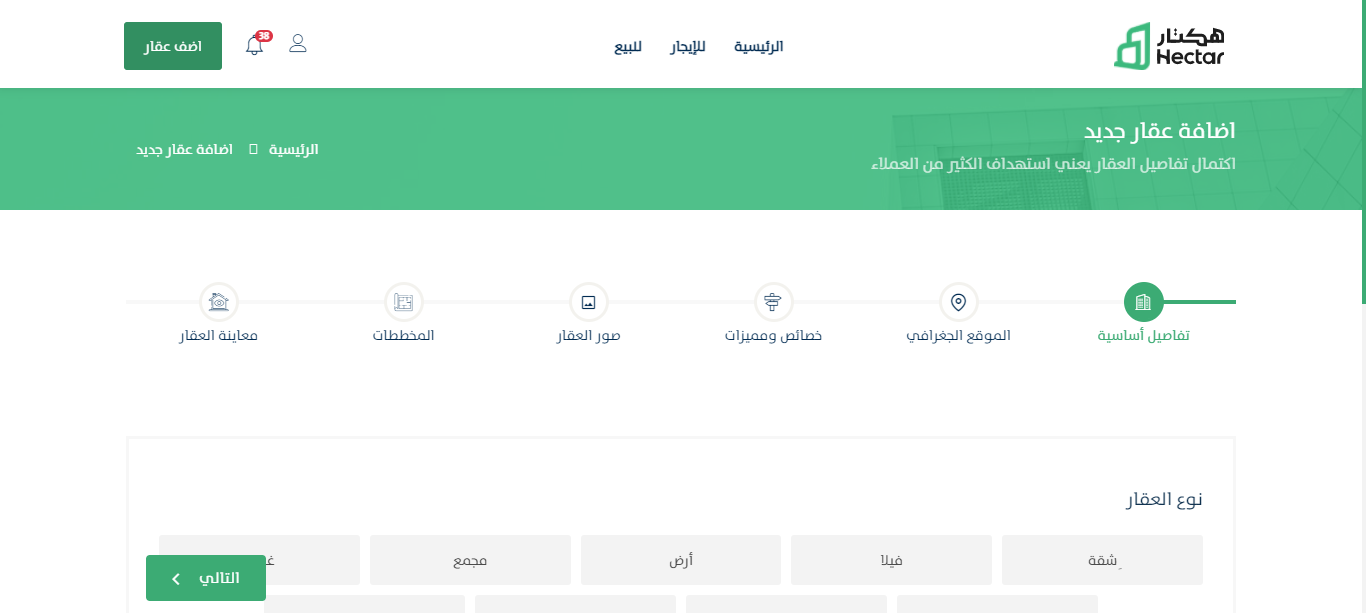 هكتار
Hectar
الرئيسية
للإيجار
للبيع
38
اضف عقار
اضافة عقار جديد
اكتمال تفاصيل العقار يعني استهداف الكثير من العملاء
الرئيسية
اضافة عقار جديد
تفاصيل أساسية
الموقع الجغرافي
خصائص ومميزات
صور العقار
المخططات
معاينة العقار
نوع العقار
شقة
فيلا
أرض
مجمع
التالي